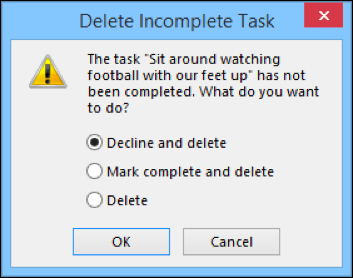 Delete Incomplete Task
The task "Sit around watching
football with our feet up" has not
been completed. What do you want
to do?
Decline and delete
Mark complete and delete
Delete
OK
Cancel